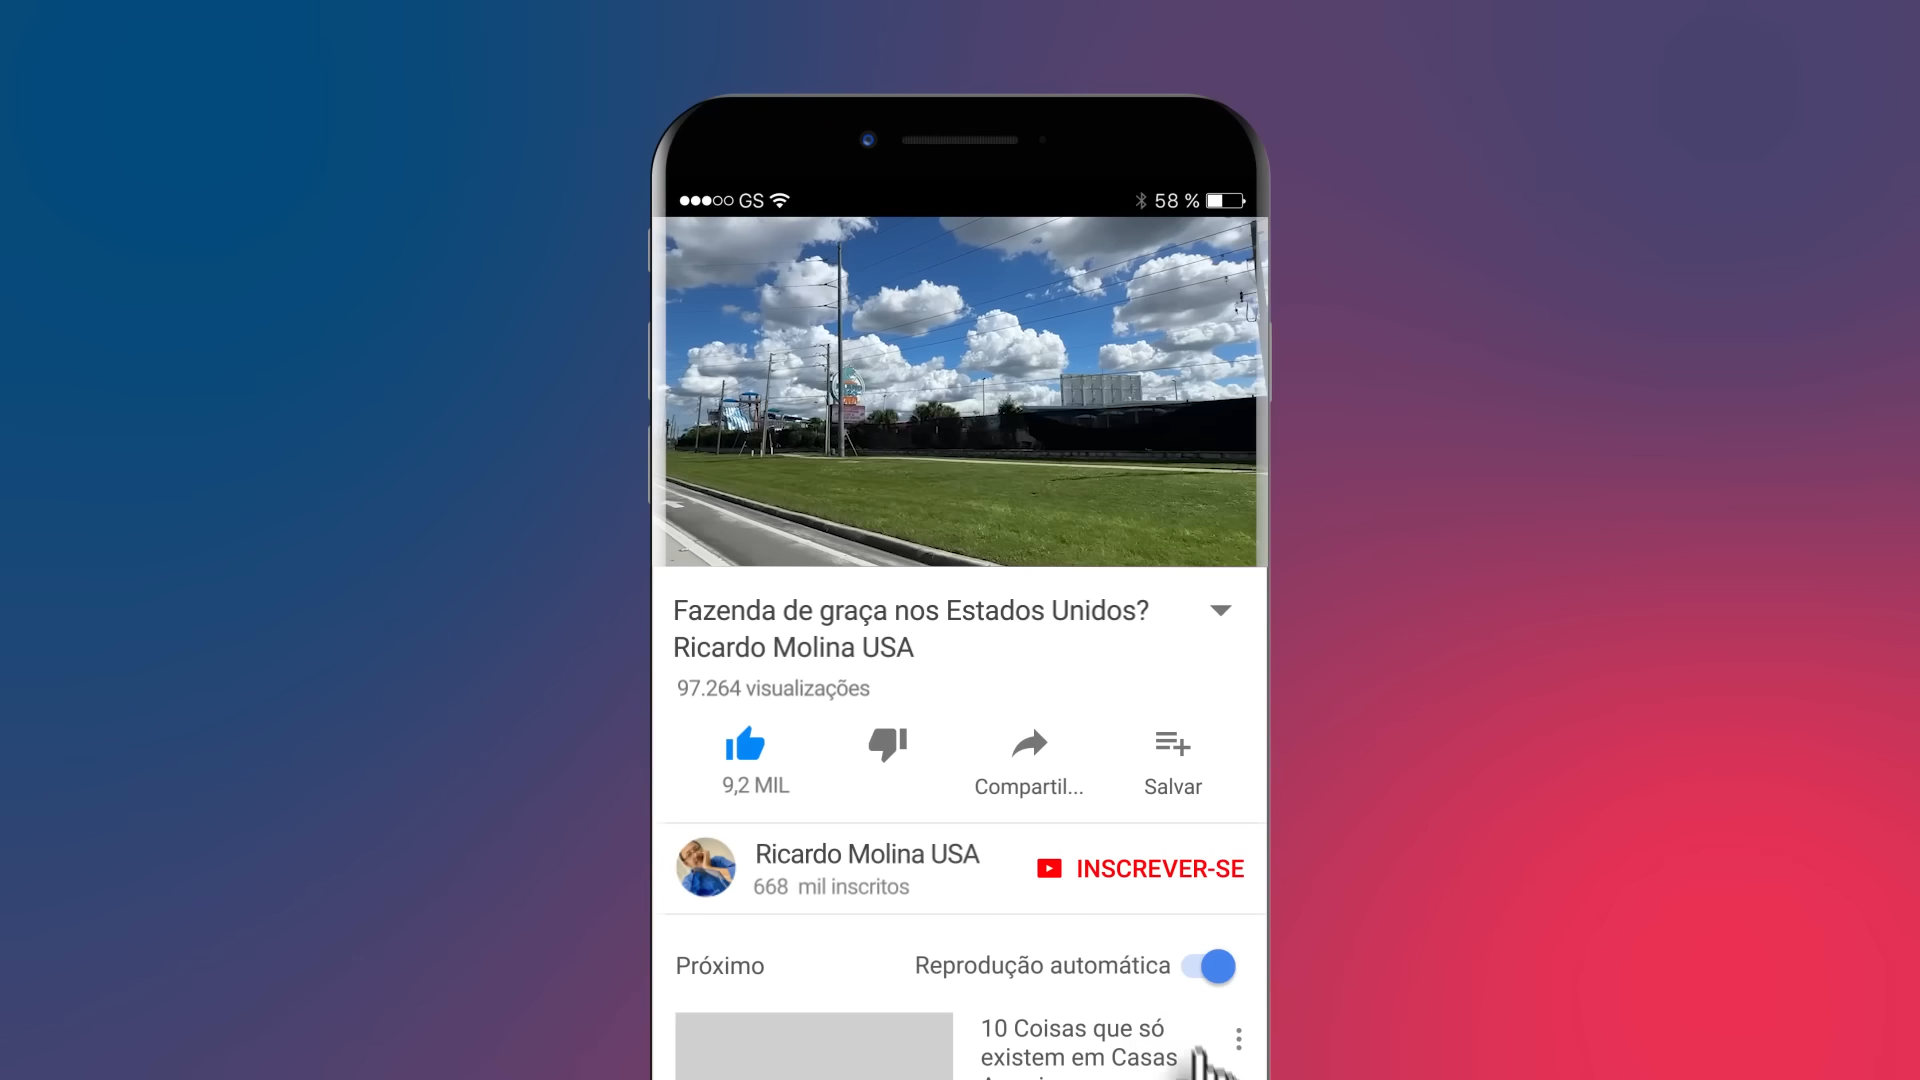 GS
58 %
Fazenda de graça nos Estados Unidos?
Ricardo Molina USA
97.264 visualizações
9,2 MIL
Compartil...
Salvar
Ricardo Molina USA
668 mil inscritos
INSCREVER-SE
Próximo
Reprodução automática
10 Coisas que só
existem em Casas